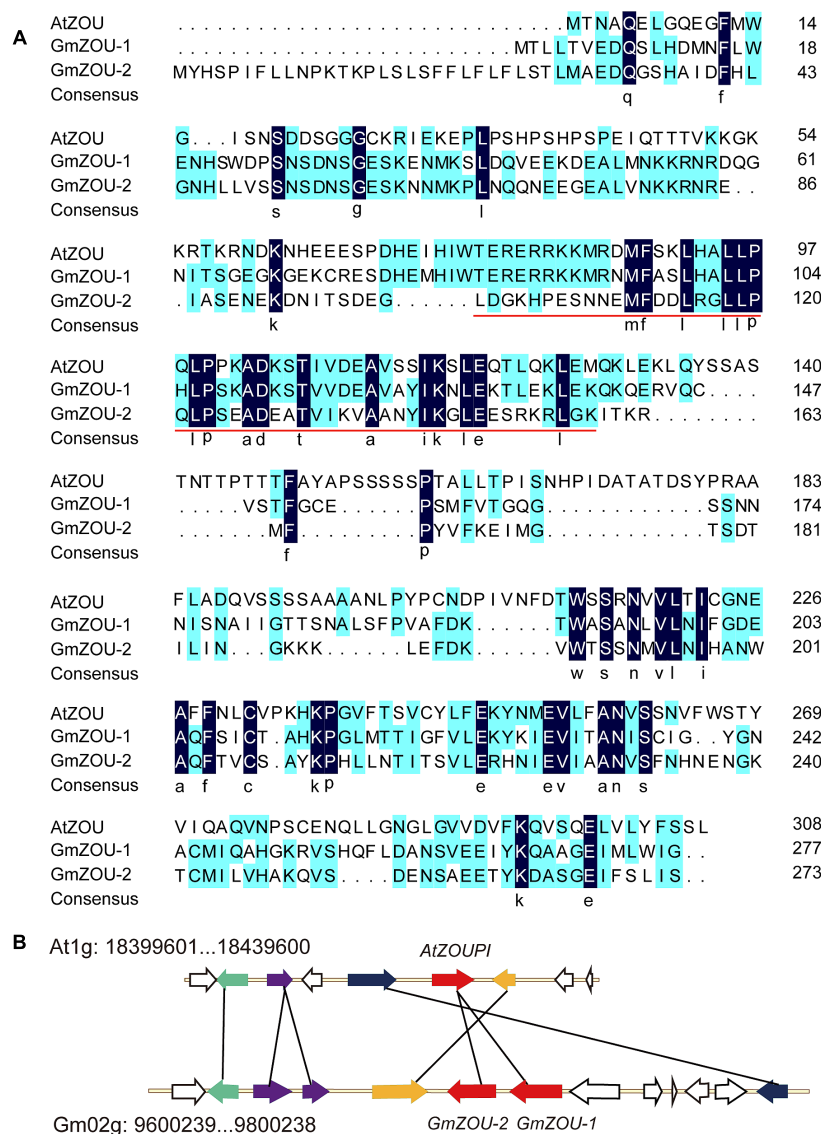 A
AtZOU .............................MTNAQELGQEGFMW 14
GmZOU-1 .........................MTLLTVEDQSLHDMNFLW 18
GmZOU-2 MYHSPIFLLNPKTKPLSLSFFLFLFLSTLMAEDQGSHAIDFHL 43
Consensus q f
AtZOU G...ISNSDDSGGGCKRIEKEPLPSHPSHPSPEIQTTTVKKGK 54
GmZOU-1 ENHSWDPSNSDNSGESKENMKSLDQVEEKDEALMNKKRNRDQG 61
GmZOU-2 GNHLLVSSNSDNSGESKNNMKPLNQQNEEGEALVNKKRNRE.. 86
Consensus s g l
AtZOU KRTKRNDKNHEEESPDHEIHIWTERERRKKMRDMFSKLHALLP 97
GmZOU-1 NITSGEGKGEKCRESDHEMHIWTERERRKKMRNMFASLHALLP 104
GmZOU-2 .IASENEKDNITSDEG......LDGKHPESNNEMFDDLRGLLP 120
Consensus k mf l llp
AtZOU QLPPKADKSTIVDEAVSSIKSLEQTLQKLEMQKLEKLQYSSAS 140
GmZOU-1 HLPSKADKSTVVDEAVAYIKNLEKTLEKLEKQKQERVQC.... 147
GmZOU-2 QLPSEADEATVIKVAANYIKGLEESRKRLGKITKR........ 163
Consensus lp ad t a ik le l
AtZOU TNTTPTTTFAYAPSSSSSPTALLTPISNHPIDATATDSYPRAA 183
GmZOU-1 .....VSTFGCE......PSMFVTGQG............SSNN 174
GmZOU-2 .......MF.........PYVFKEIMG............TSDT 181
Consensus f p
AtZOU FLADQVSSSSAAAANLPYPCNDPIVNFDTWSSRNVVLTICGNE 226
GmZOU-1 NISNAIIGTTSNALSFPVAFDK......TWASANLVLNIFGDE 203
GmZOU-2 ILIN...GKKK......LEFDK......VWTSSNMVLNIHANW 201
Consensus w s n vl i
AtZOU AFFNLCVPKHKPGVFTSVCYLFEKYNMEVLFANVSSNVFWSTY 269
GmZOU-1 AQFSICT.AHKPGLMTTIGFVLEKYKIEVITANISCIG..YGN 242
GmZOU-2 AQFTVCS.AYKPHLLNTITSVLERHNIEVIAANVSFNHNENGK 240
Consensus a f c kp e ev an s
AtZOU VIQAQVNPSCENQLLGNGLGVVDVFKQVSQELVLYFSSL 308
GmZOU-1 ACMIQAHGKRVSHQFLDANSVEEIYKQAAGEIMLWIG.. 277
GmZOU-2 TCMILVHAKQVS....DENSAEETYKDASGEIFSLIS.. 273
Consensus k e
B
At1g: 18399601...18439600
AtZOUPI
GmZOU-2 GmZOU-1
Gm02g: 9600239...9800238